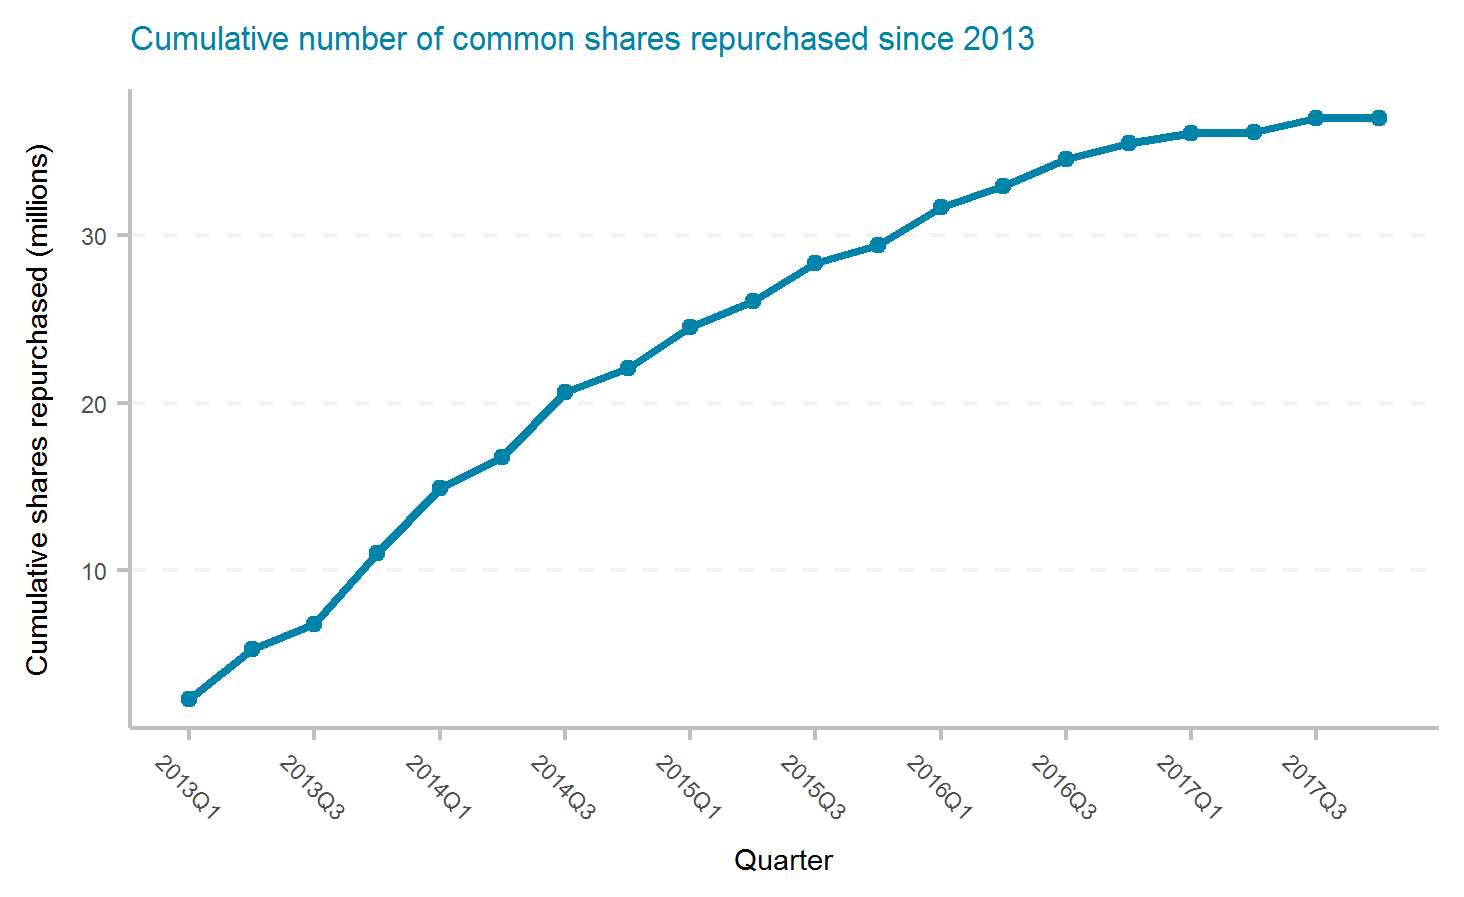 Cumulative number of common shares repurchased since 2013
Cumulative shares repurchased (millions)
30
20
10
2013Q1
2013Q3
2014Q1
2014Q3
2015Q1
2015Q3
2016Q1
2016Q3
2017Q1
2017Q3
Quarter